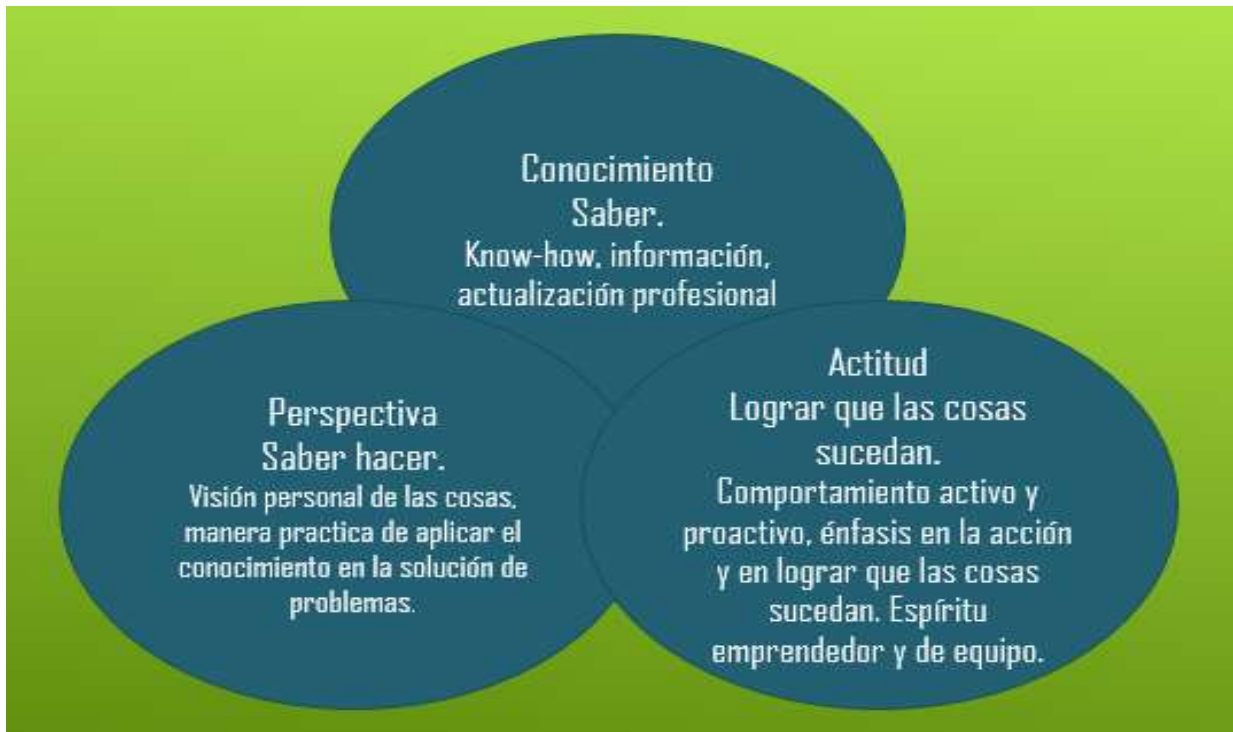 Conocimiento
Saber.
Know-how, información,
actualización profesional
Perspectiva
Saber hacer.
Visión personal de las cosas,
manera practica de aplicar el
conocimiento en la solución de
problemas.
Actitud
Lograr que las cosas
sucedan.
Comportamiento activo y
proactivo, énfasis en la acción
y en lograr que las cosas
sucedan. Espíritu
emprendedor y de equipo.